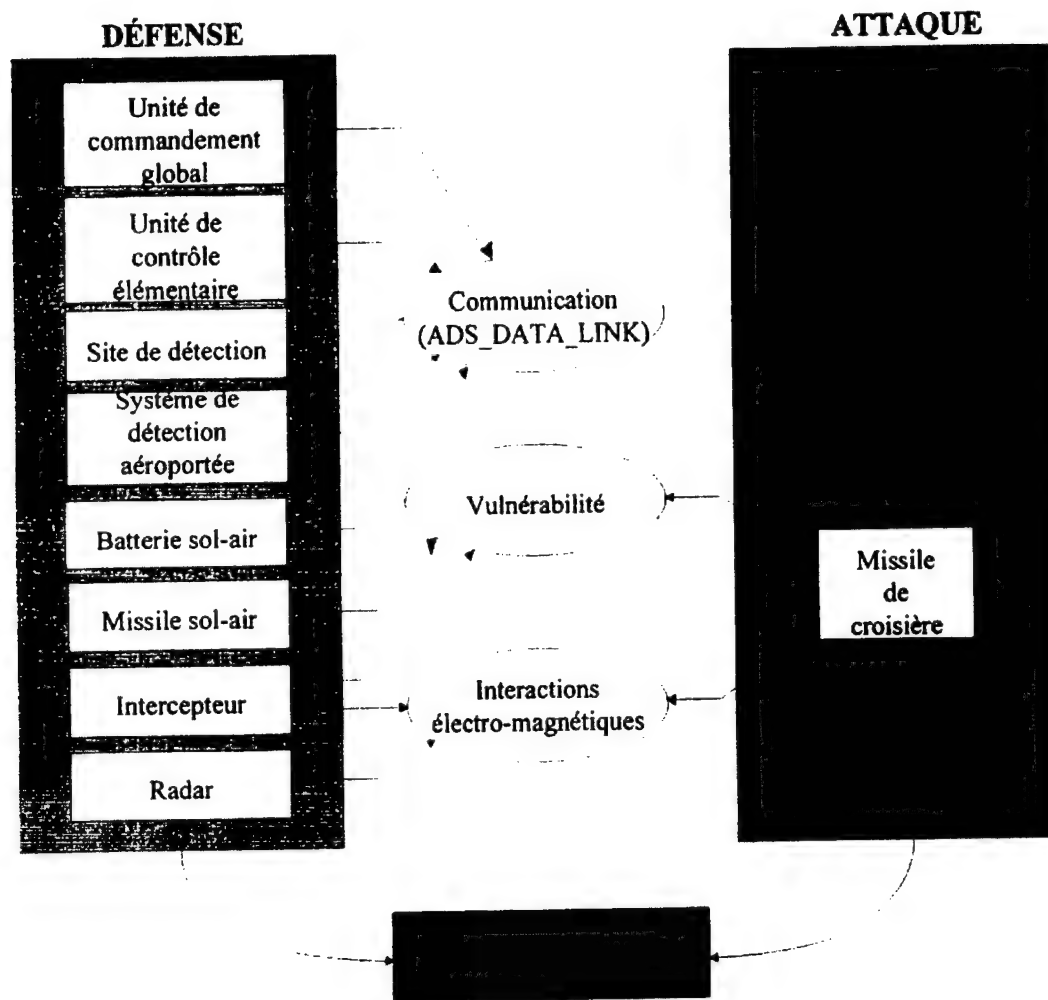 DÉFENSE
Unité de
commandement
global
Unité de
contrôle
élémentaire
Site de détection
Système de
détection
aéroportée
Batterie sol-air
Missile sol-air
Intercepteur
Radar
Communication
(ADS_DATA_LINK)
Vulnérabilité
Interactions
électro-magnétiques
ATTAQUE
Missile
de
croisière